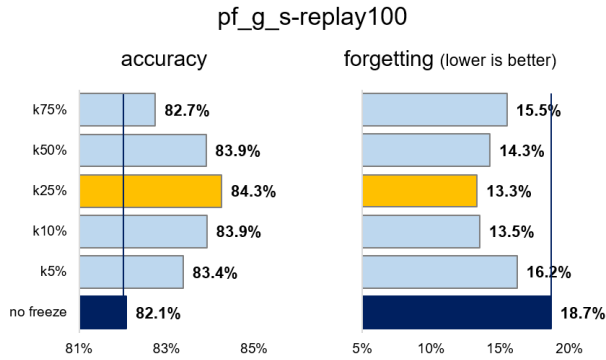 pf_g_s-replay100
accuracy
forgetting (lower is better)
k75%
82.7%
15.5%
k50%
83.9%
14.3%
k25%
84.3%
13.3%
k10%
83.9%
13.5%
k5%
83.4%
16.2%
no freeze
82.1%
18.7%
81%
83%
85%
5%
10%
15%
20%